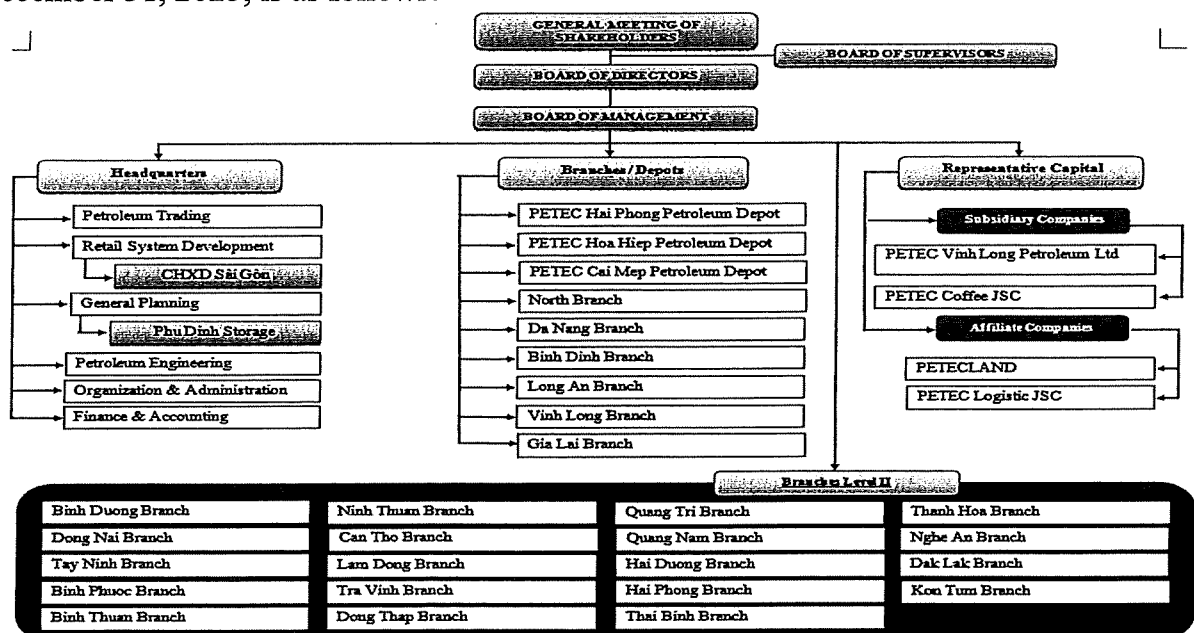 is as follows
GENERAL MEETING OF
SHAREHOLDERS
BOARD OF SUPERVISORS
BOARD OF DIRECTORS
BOARD OF MANAGEMENT
Headquarters
Petroleum Trading
Retail System Development
CHXD Sài Gòn
General Planning
Phu Dinh Storage
Petroleum Engineering
Organization & Administration
Finance & Accounting
Branches/Depots
PETEC Hai Phong Petroleum Depot
PETEC Hoa Hiep Petroleum Depot
PETEC Cai Mep Petroleum Depot
North Branch
Da Nang Branch
Binh Dinh Branch
Long An Branch
Vinh Long Branch
Gia Lai Branch
Representative Capital
Subsidiary Companies
PETEC Vinh Long Petroleum Ltd
PETEC Coffee JSC
Affiliate Companies
PETECLAND
PETEC Logistic JSC
Branches Level II
Binh Duong Branch
Dong Nai Branch
Tay Ninh Branch
Binh Phuoc Branch
Binh Thuan Branch
Ninh Thuan Branch
Can Tho Branch
Lam Dong Branch
Tra Vinh Branch
Dong Thap Branch
Quang Tri Branch
Quang Nam Branch
Hai Duong Branch
Hai Phong Branch
Thai Binh Branch
Thanh Hoa Branch
Nghe An Branch
Dak Lak Branch
Kon Tum Branch